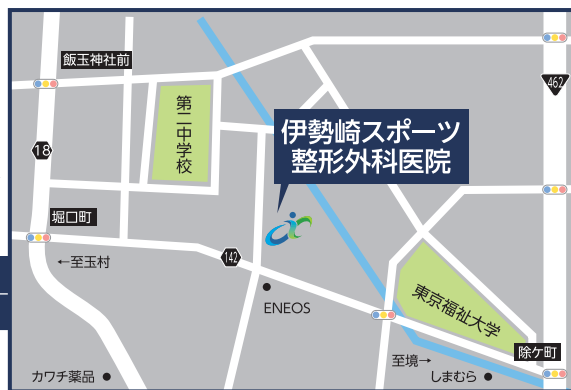 飯玉神社前
462
第二中学校
伊勢崎スポーツ
整形外科医院
18
堀口町
142
←至玉村
ENEOS
東京福祉大学
除ケ町
至境→
しまむら
カワチ薬品